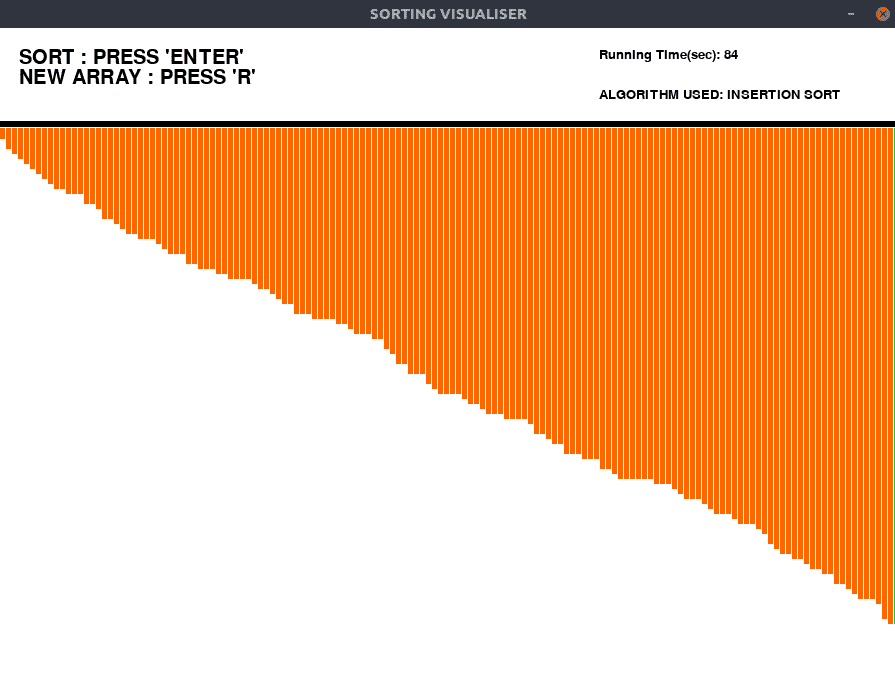 SORTING VISUALISER
SORT : PRESS 'ENTER'
NEW ARRAY : PRESS 'R'
Running Time(sec): 84
ALGORITHM USED: INSERTION SORT